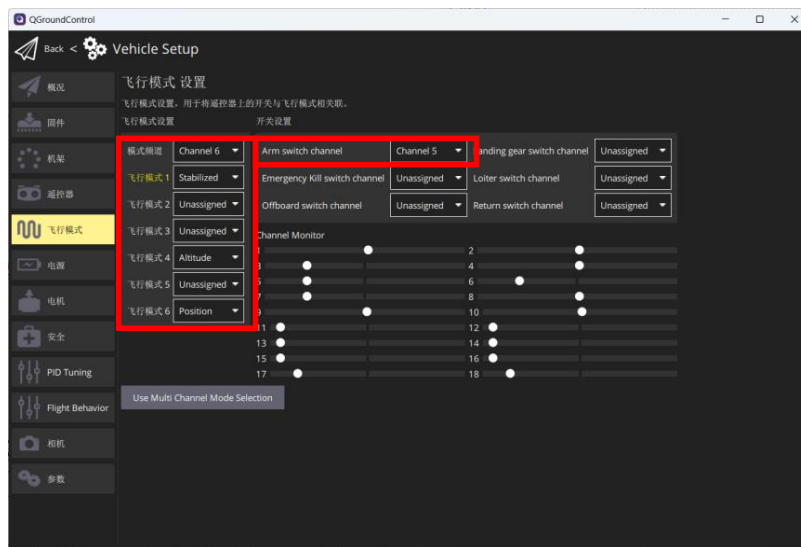 QGroundControl
Back < Vehicle Setup
概况
固件
机架
遥控器
飞行模式
电源
电机
安全
PID Tuning
Flight Behavior
相机
参数
飞行模式 设置
飞行模式设置，用于将遥控器上的开关与飞行模式相关联。
飞行模式设置
开关设置
模式频道 Channel 6
飞行模式 1 Stabilized
飞行模式 2 Unassigned
飞行模式 3 Unassigned
飞行模式 4 Altitude
飞行模式 5 Unassigned
飞行模式 6 Position
Arm switch channel Channel 5 anding gear switch channel Unassigned
Emergency Kill switch channel Unassigned Loiter switch channel Unassigned
Offboard switch channel Unassigned Return switch channel Unassigned
Channel Monitor
2
4
6
8
10
11 12
13 14
15 16
17 18
Use Multi Channel Mode Selection